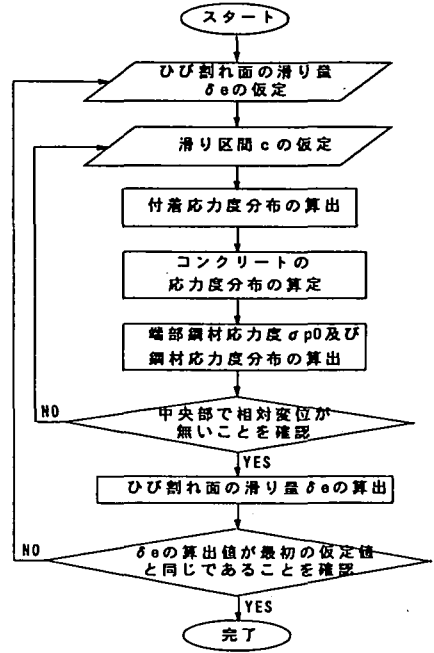 スタート
ひび割れ面の滑り量
δeの仮定
滑り区間cの仮定
付着応力度分布の算出
コンクリートの
応力度分布の算定
端部鋼材応力度σp0及び
鋼材応力度分布の算出
中央部で相対変位が
無いことを確認
NO
YES
ひび割れ面の滑り量δeの算出
δeの算出値が最初の仮定値
と同じであることを確認
NO
YES
完了